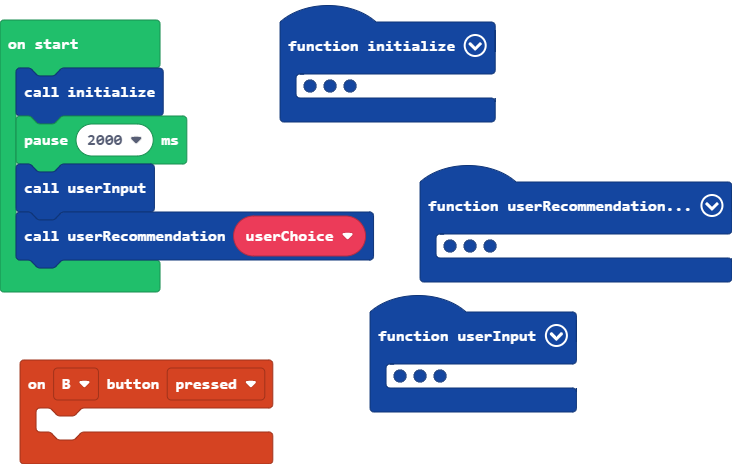 on start
call initialize
pause 2000 ms
call userInput
call userRecommendation userChoice
function initialize
function userRecommendation...
function userInput
on B button pressed